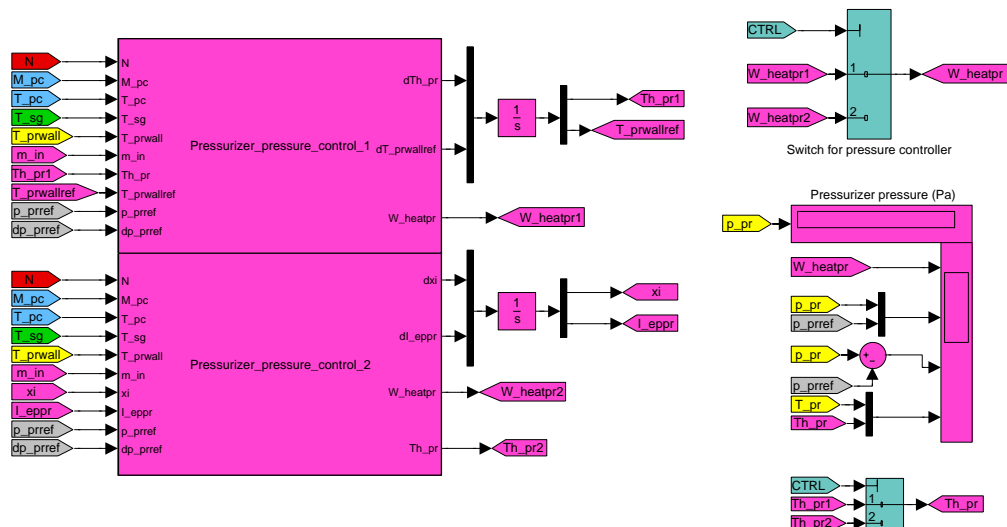 N
M_pc
T_pc
T_sg
T_prwall
m_in
Th_pr1
T_prwallref
p_prref
dp_prref
N
M_pc
T_pc
T_sg
T_prwall
m_in
Th_pr
T_prwallref
p_prref
dp_prref
Pressurizer_pressure_control_1
dTh_pr
dT_prwallref
W_heatpr
1
s
Th_pr1
T_prwallref
W_heatpr1
N
M_pc
T_pc
T_sg
T_prwall
m_in
xi
I_eppr
p_prref
dp_prref
N
M_pc
T_pc
T_sg
T_prwall
m_in
xi
I_eppr
p_prref
dp_prref
Pressurizer_pressure_control_2
dxi
dI_eppr
W_heatpr
Th_pr
1
s
xi
I_eppr
W_heatpr2
Th_pr2
CTRL
W_heatpr1
W_heatpr2
1
2
W_heatpr
Switch for pressure controller
Pressurizer pressure (Pa)
p_pr
W_heatpr
p_pr
p_prref
p_pr
+
−
p_prref
T_pr
Th_pr
CTRL
Th_pr1
Th_pr2
1
2
Th_pr